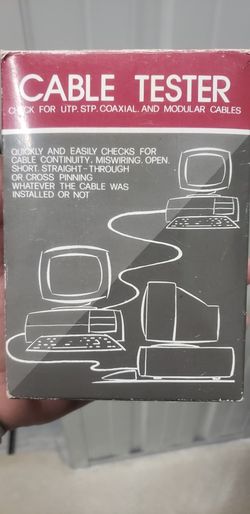 CABLE TESTER
CHECK FOR UTP. STP. COAXIAL. AND MODULAR CABLES
QUICKLY AND EASILY CHECKS FOR
CABLE CONTINUITY. MISWIRING. OPEN.
SHORT. STRAIGHT-THROUGH
OR CROSS PINNING
WHATEVER THE CABLE WAS
INSTALLED OR NOT